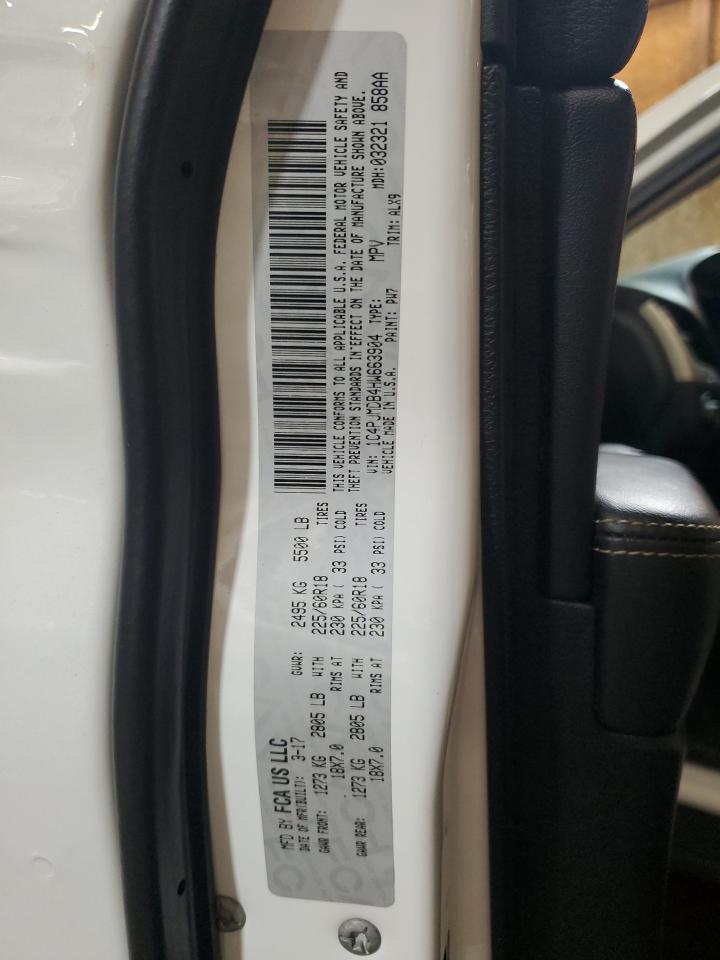 MFD BY FCA US LLC
DATE OF MFR(BUILT): 3-17 GVWR: 2495 KG 5500 LB
GAWR FRONT: 1273 KG 2805 LB WITH 225/60R18 TIRES
18X7.0 RIMS AT 230 KPA ( 33 PSI) COLD
GAWR REAR: 1273 KG 2805 LB WITH 225/60R18 TIRES
18X7.0 RIMS AT 230 KPA ( 33 PSI) COLD
THIS VEHICLE CONFORMS TO ALL APPLICABLE U.S.A. FEDERAL MOTOR VEHICLE SAFETY AND
THEFT PREVENTION STANDARDS IN EFFECT ON THE DATE OF MANUFACTURE SHOWN ABOVE.
VIN: 1C4PJMCB4HW663904 TYPE: MPV MDH: 032321 858AA
VEHICLE MADE IN U.S.A. PAINT: PW7 TRIM: ALX9